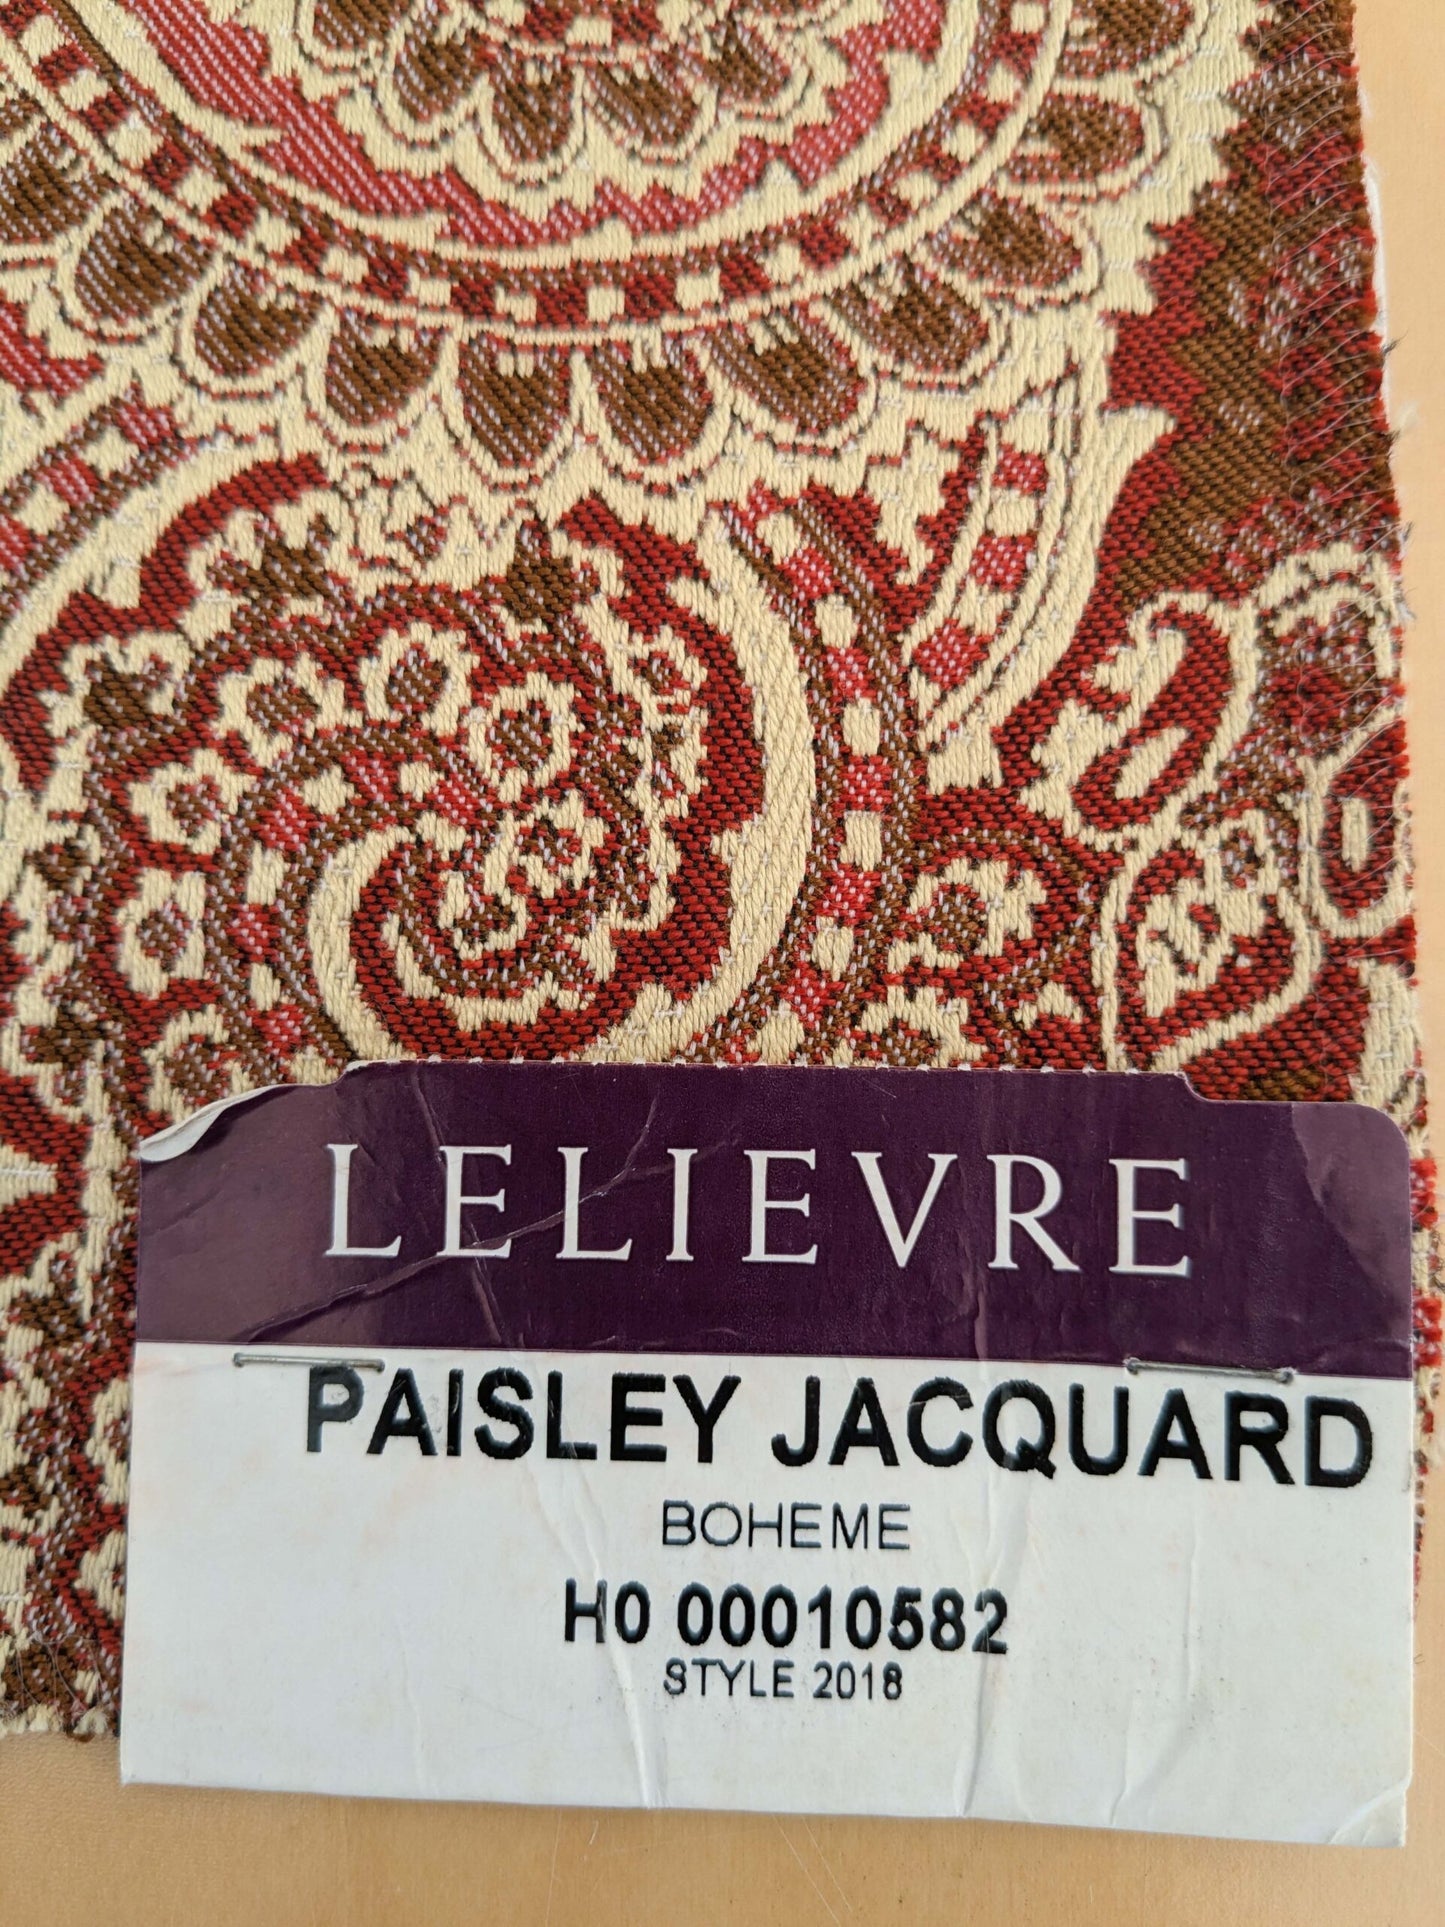 LELIEVRE
PAISLEY JACQUARD
BOHEME
H0 00010582
STYLE 2018